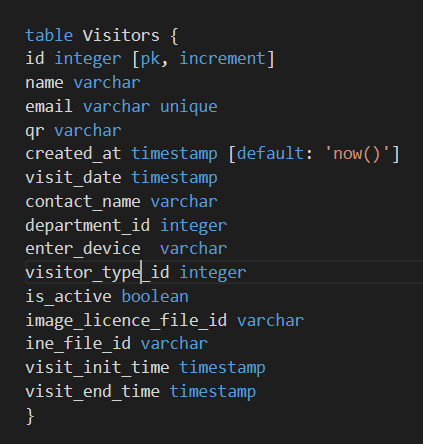 table Visitors {
id integer [pk, increment]
name varchar
email varchar unique
qr varchar
created_at timestamp [default: 'now()']
visit_date timestamp
contact_name varchar
department_id integer
enter_device  varchar
visitor_type_id integer
is_active boolean
image_licence_file_id varchar
ine_file_id varchar
visit_init_time timestamp
visit_end_time timestamp
}